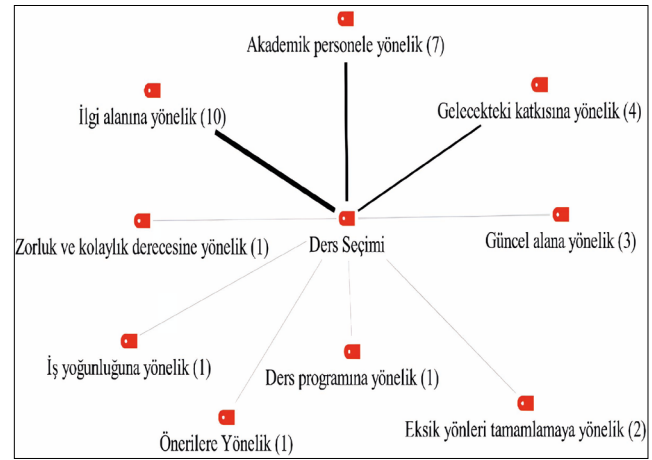 Akademik personele yönelik (7)
İlgi alanına yönelik (10)
Gelecekteki katkısına yönelik (4)
Zorluk ve kolaylık derecesine yönelik (1)
Ders Seçimi
Güncel alana yönelik (3)
İş yoğunluğuna yönelik (1)
Ders programına yönelik (1)
Önerilere Yönelik (1)
Eksik yönleri tamamlamaya yönelik (2)